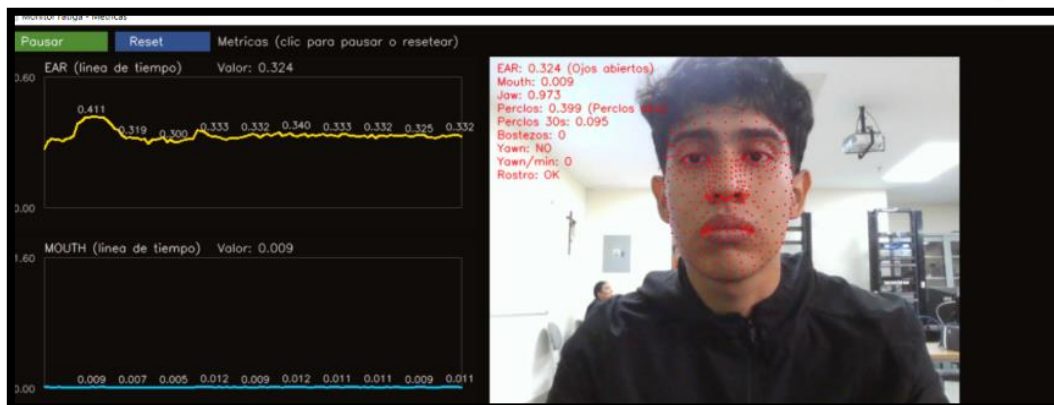 Monitor Fatiga - Metricas
Pausar Reset Metricas (clic para pausar o resetear)
EAR (linea de tiempo) Valor: 0.324
0.60
0.411 0.319 0.300 0.333 0.332 0.340 0.333 0.332 0.325 0.332
0.00
MOUTH (linea de tiempo) Valor: 0.009
1.60
0.009 0.007 0.005 0.012 0.009 0.012 0.011 0.011 0.009 0.011
0.00
EAR: 0.324 (Ojos abiertos)
Mouth: 0.009
Jaw: 0.973
Perclos: 0.399 (Perclos
Perclos 30s: 0.095
Bostezos: 0
Yawn: NO
Yawn/min: 0
Rostro: OK